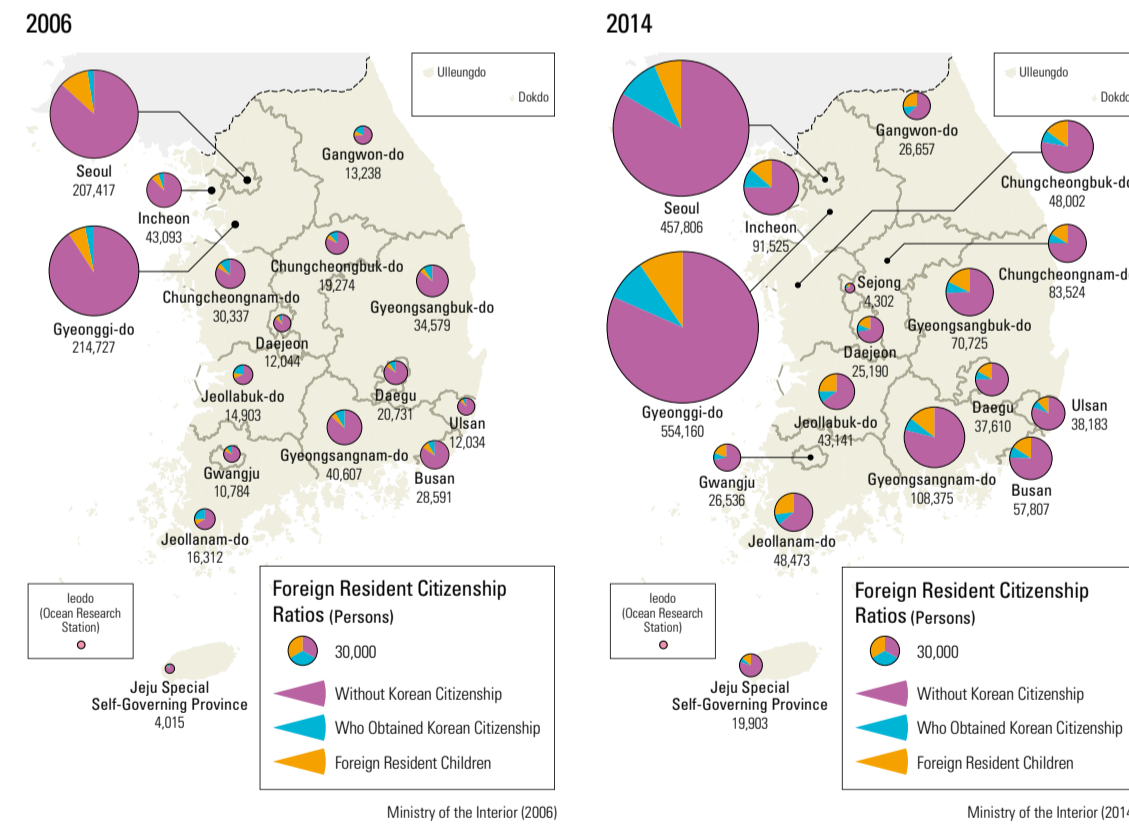 2006
Ulleungdo
Dokdo
Seoul
207,417
Gangwon-do
13,238
Incheon
43,093
Chungcheongbuk-do
19,274
Chungcheongnam-do
30,337
Gyeongsangbuk-do
34,579
Gyeonggi-do
214,727
Daejeon
12,044
Jeollabuk-do
14,903
Daegu
20,731
Ulsan
12,034
Gyeongsangnam-do
40,607
Gwangju
10,784
Busan
28,591
Jeollanam-do
16,312
Ieodo
(Ocean Research
Station)
Jeju Special
Self-Governing Province
4,015
Foreign Resident Citizenship
Ratios (Persons)
30,000
Without Korean Citizenship
Who Obtained Korean Citizenship
Foreign Resident Children
Ministry of the Interior (2006)
2014
Ulleungdo
Dokdo
Gangwon-do
26,657
Seoul
457,806
Incheon
91,525
Chungcheongbuk-do
48,002
Chungcheongnam-d
83,524
Sejong
4,302
Gyeongsangbuk-do
70,725
Daejeon
25,190
Gyeonggi-do
554,160
Jeollabuk-do
43,141
Daegu
37,610
Ulsan
38,183
Gyeongsangnam-do
108,375
Gwangju
26,536
Busan
57,807
Jeollanam-do
48,473
Ieodo
(Ocean Research
Station)
Jeju Special
Self-Governing Province
19,903
Foreign Resident Citizenship
Ratios (Persons)
30,000
Without Korean Citizenship
Who Obtained Korean Citizenship
Foreign Resident Children
Ministry of the Interior (2014